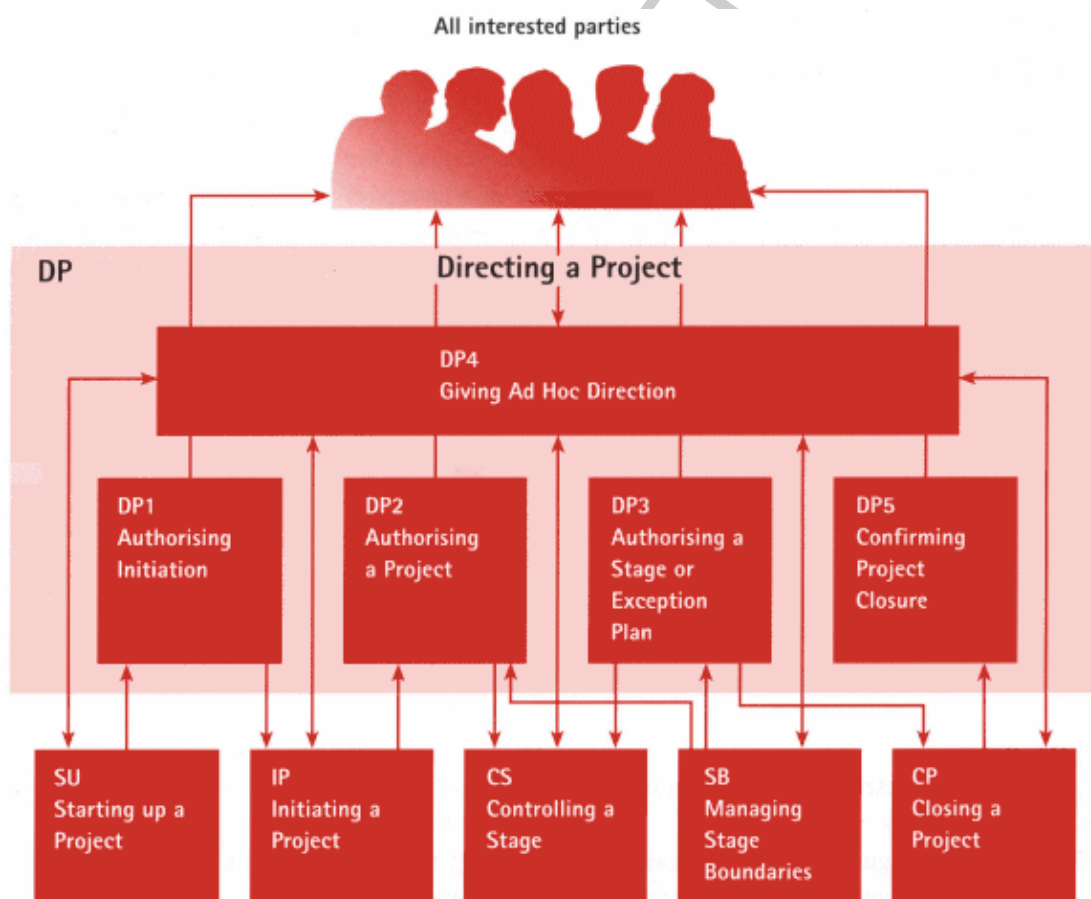 All interested parties
DP
Directing a Project
DP4
Giving Ad Hoc Direction
DP1
Authorising
Initiation
DP2
Authorising
a Project
DP3
Authorising a
Stage or
Exception
Plan
DP5
Confirming
Project
Closure
SU
Starting up a
Project
IP
Initiating a
Project
CS
Controlling a
Stage
SB
Managing
Stage
Boundaries
CP
Closing a
Project